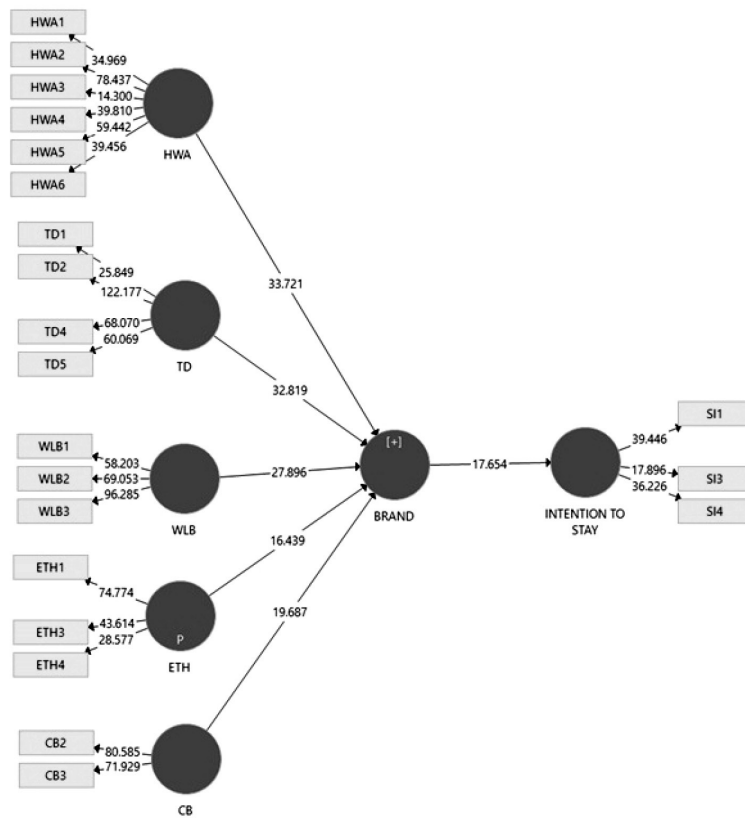 HWA1
HWA2
HWA3
HWA4
HWA5
HWA6
34.969
78.437
14.300
39.810
59.442
39.456
HWA
33.721
TD1
TD2
TD4
TD5
25.849
122.177
68.070
60.069
TD
32.819
WLB1
WLB2
WLB3
58.203
69.053
96.285
WLB
27.896
[+]
BRAND
17.654
INTENTION TO
STAY
39.446
17.896
36.226
SI1
SI3
SI4
ETH1
ETH3
ETH4
74.774
43.614
28.577
P
ETH
16.439
CB2
CB3
80.585
71.929
CB
19.687